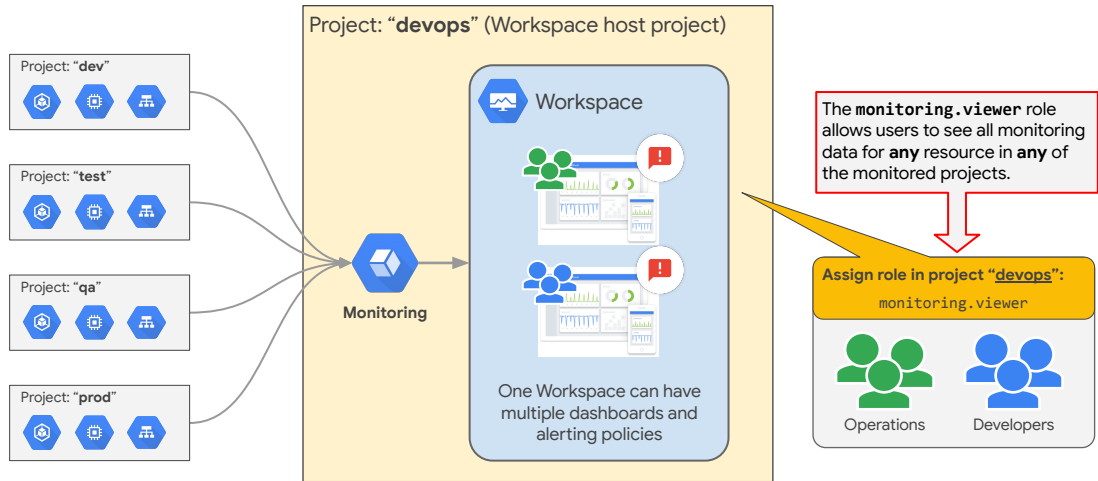 Project: “devops” (Workspace host project)
Project: “dev”
Project: “test”
Project: “qa”
Project: “prod”
Monitoring
Workspace
One Workspace can have
multiple dashboards and
alerting policies
The monitoring.viewer role
allows users to see all monitoring
data for any resource in any of
the monitored projects.
Assign role in project “devops”:
monitoring.viewer
Operations
Developers